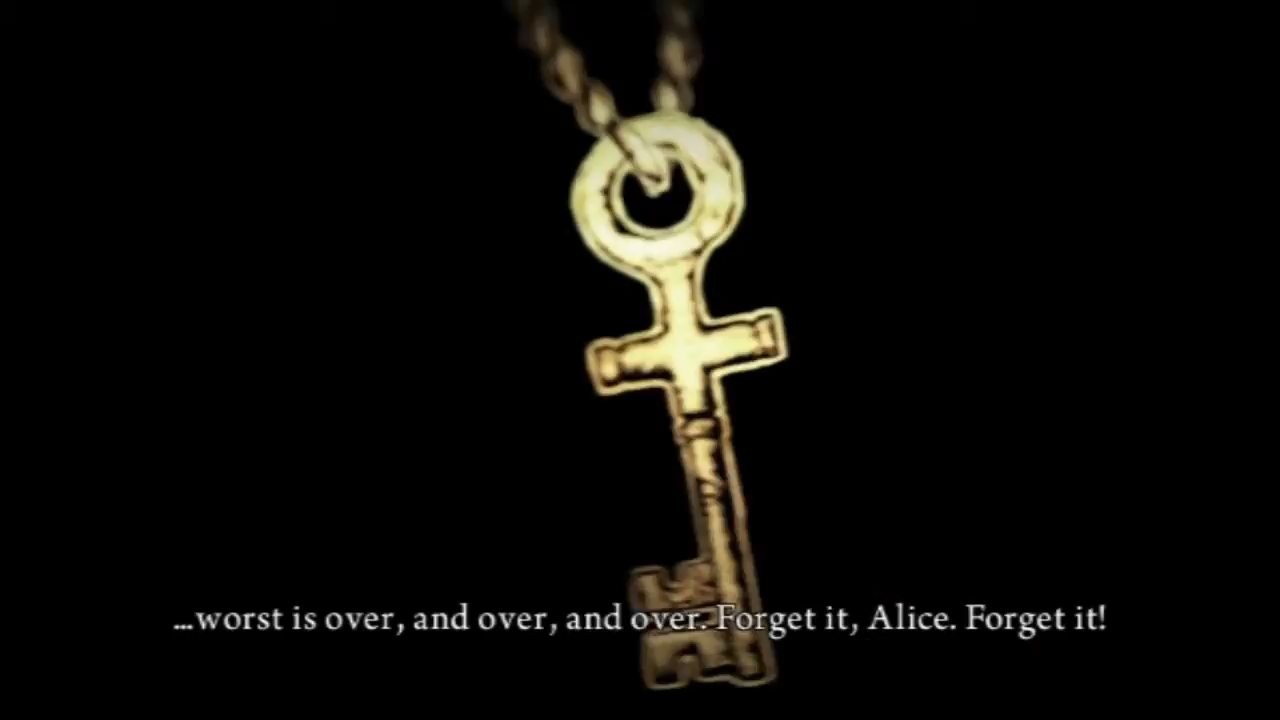 ...worst is over, and over, and over. Forget it, Alice. Forget it!